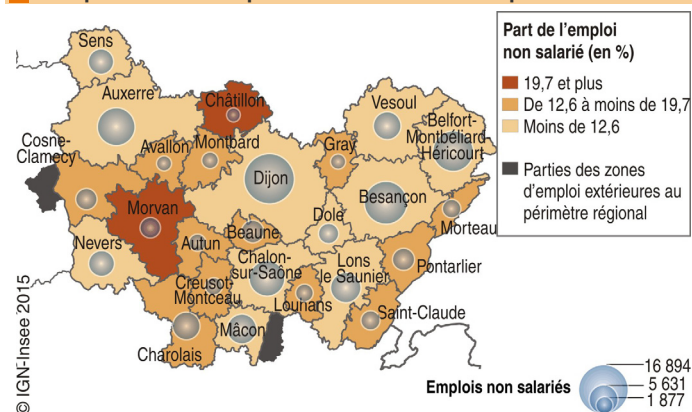 Part de l'emploi
non salarié (en %)
19,7 et plus
De 12,6 à moins de 19,7
Moins de 12,6
Parties des zones
d'emploi extérieures au
périmètre régional
Sens
Auxerre
Châtillon
Vesoul
Belfort-
Montbéliard-
Héricourt
Cosne-
Clamecy
Avallon
Montbard
Gray
Dijon
Besançon
Morvan
Dole
Morteau
Nevers
Autun
Beaune
Chalon-
sur-Saône
Lons
le Saunier
Pontarlier
Creusot-
Montceau
Louhans
Saint-Claude
Mâcon
Charolais
© IGN-Insee 2015
Emplois non salariés
16 894
5 631
1 877